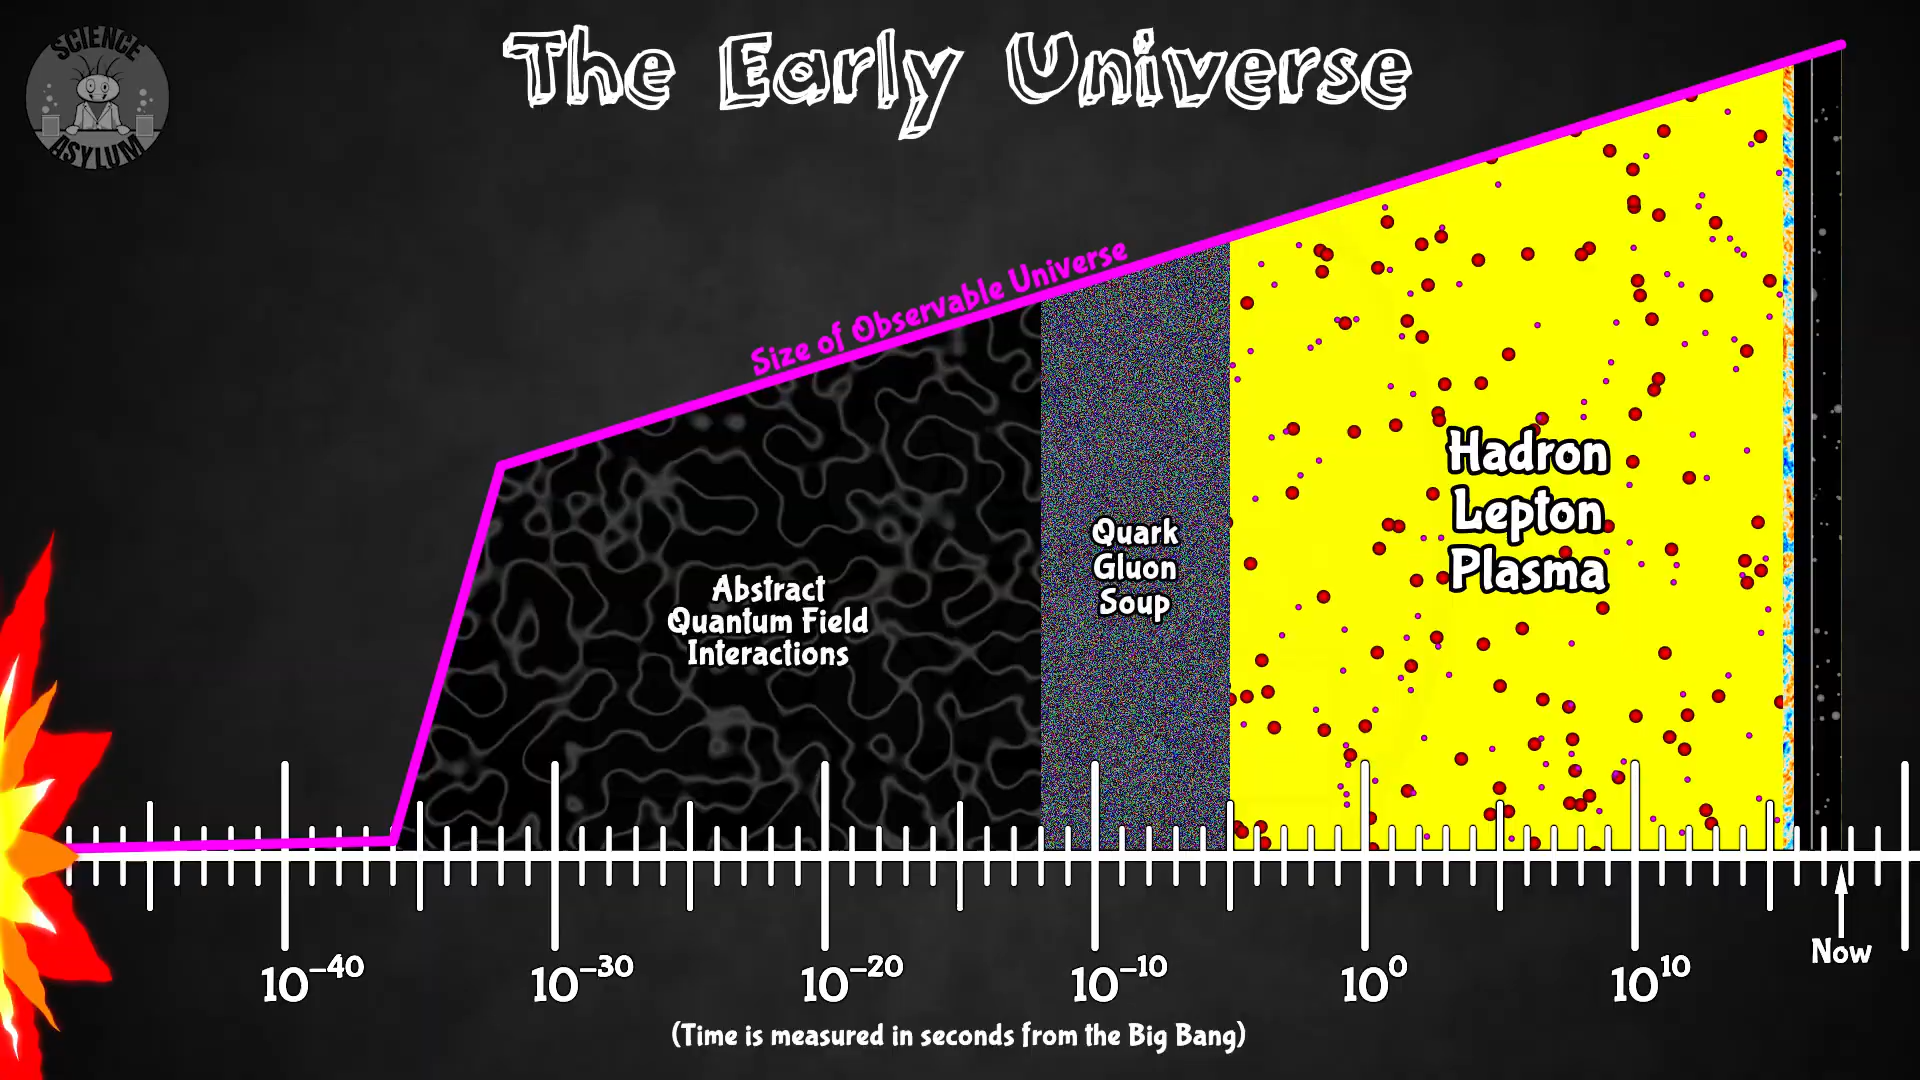 SCIENCE
ASYLUM
The Early Universe
Size of Observable Universe
Abstract
Quantum Field
Interactions
Quark
Gluon
Soup
Hadron
Lepton
Plasma
10⁻⁴⁰ 10⁻³⁰ 10⁻²⁰ 10⁻¹⁰ 10⁰ 10¹⁰
Now
(Time is measured in seconds from the Big Bang)